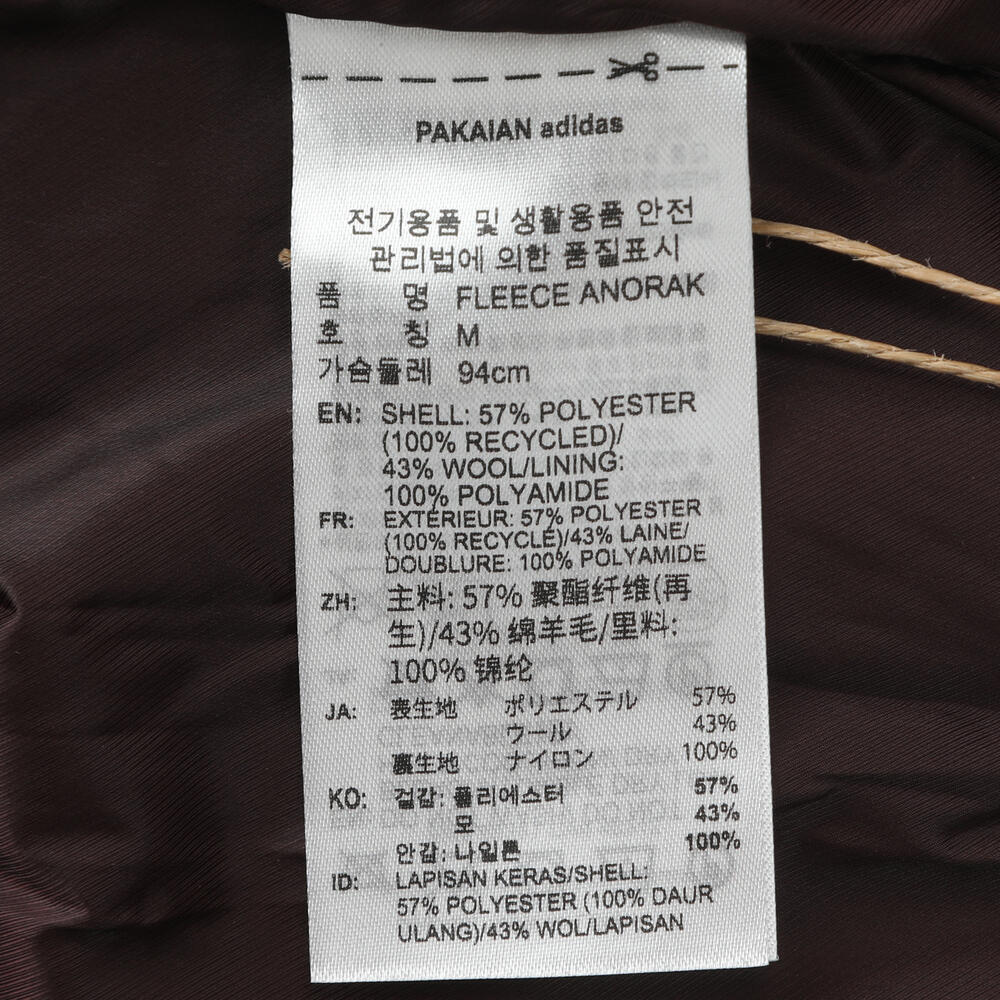 PAKAIAN adidas
전기용품 및 생활용품 안전
관리법에 의한 품질표시
품 명 FLEECE ANORAK
호 칭 M
가슴둘레 94cm
EN: SHELL: 57% POLYESTER
(100% RECYCLED)/
43% WOOL/LINING:
100% POLYAMIDE
FR: EXTÉRIEUR: 57% POLYESTER
(100% RECYCLÉ)/43% LAINE/
DOUBLURE: 100% POLYAMIDE
ZH: 主料: 57% 聚酯纤维(再
生)/43% 绵羊毛/里料:
100% 锦纶
JA: 表生地 ポリエステル 57%
ウール 43%
裏生地 ナイロン 100%
KO: 겉감: 폴리에스터 57%
모 43%
안감: 나일론 100%
ID: LAPISAN KERAS/SHELL:
57% POLYESTER (100% DAUR
ULANG)/43% WOL/LAPISAN